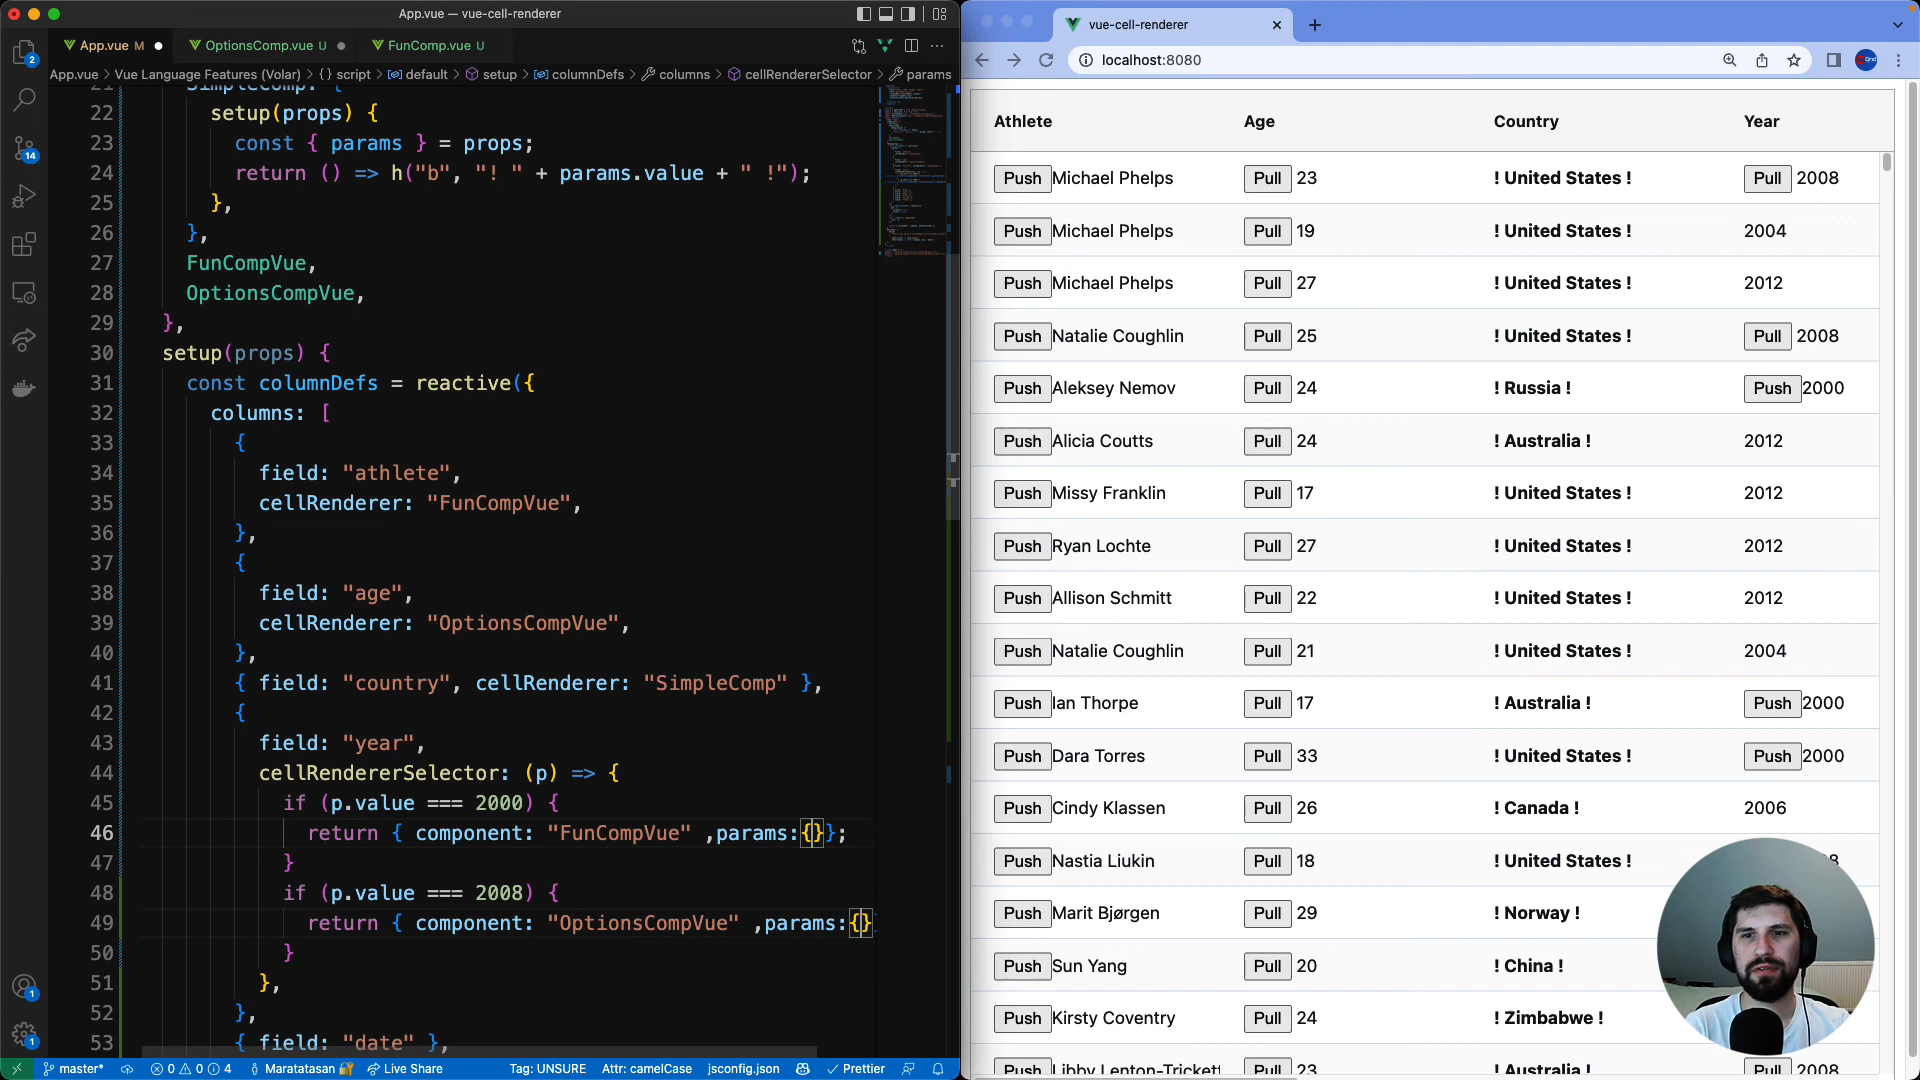 App.vue — vue-cell-renderer
App.vue M
OptionsComp.vue U
FunComp.vue U
App.vue > Vue Language Features (Volar) > {} script > default > setup > columnDefs > columns > cellRendererSelector > params
21 SimpleComp: {
22 setup(props) {
23 const { params } = props;
24 return () => h("b", "! " + params.value + " !");
25 },
26 },
27 FunCompVue,
28 OptionsCompVue,
29 },
30 setup(props) {
31 const columnDefs = reactive({
32 columns: [
33 {
34 field: "athlete",
35 cellRenderer: "FunCompVue",
36 },
37 {
38 field: "age",
39 cellRenderer: "OptionsCompVue",
40 },
41 { field: "country", cellRenderer: "SimpleComp" },
42 {
43 field: "year",
44 cellRendererSelector: (p) => {
45 if (p.value === 2000) {
46 return { component: "FunCompVue" ,params:{}};
47 }
48 if (p.value === 2008) {
49 return { component: "OptionsCompVue" ,params:{}
50 }
51 },
52 },
53 { field: "date" },
2
14
1
1
master* 0 0 4 Maratatasan Live Share Tag: UNSURE Attr: camelCase jsconfig.json Prettier
vue-cell-renderer
localhost:8080
Athlete Age Country Year
Push Michael Phelps Pull 23 ! United States ! Pull 2008
Push Michael Phelps Pull 19 ! United States ! 2004
Push Michael Phelps Pull 27 ! United States ! 2012
Push Natalie Coughlin Pull 25 ! United States ! Pull 2008
Push Aleksey Nemov Pull 24 ! Russia ! Push 2000
Push Alicia Coutts Pull 24 ! Australia ! 2012
Push Missy Franklin Pull 17 ! United States ! 2012
Push Ryan Lochte Pull 27 ! United States ! 2012
Push Allison Schmitt Pull 22 ! United States ! 2012
Push Natalie Coughlin Pull 21 ! United States ! 2004
Push Ian Thorpe Pull 17 ! Australia ! Push 2000
Push Dara Torres Pull 33 ! United States ! Push 2000
Push Cindy Klassen Pull 26 ! Canada ! 2006
Push Nastia Liukin Pull 18 ! United States ! 8
Push Marit Bjørgen Pull 29 ! Norway !
Push Sun Yang Pull 20 ! China !
Push Kirsty Coventry Pull 24 ! Zimbabwe !
Push Libby Lenton-Trickett Pull 23 ! Australia ! Pull 2008